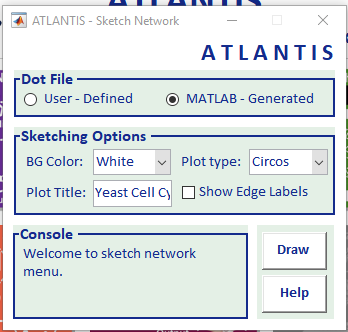 ATLANTIS - Sketch Network
ATLANTIS
Dot File
User - Defined MATLAB - Generated
Sketching Options
BG Color: White Plot type: Circos
Plot Title: Yeast Cell Cy Show Edge Labels
Console
Welcome to sketch network
menu.
Draw
Help